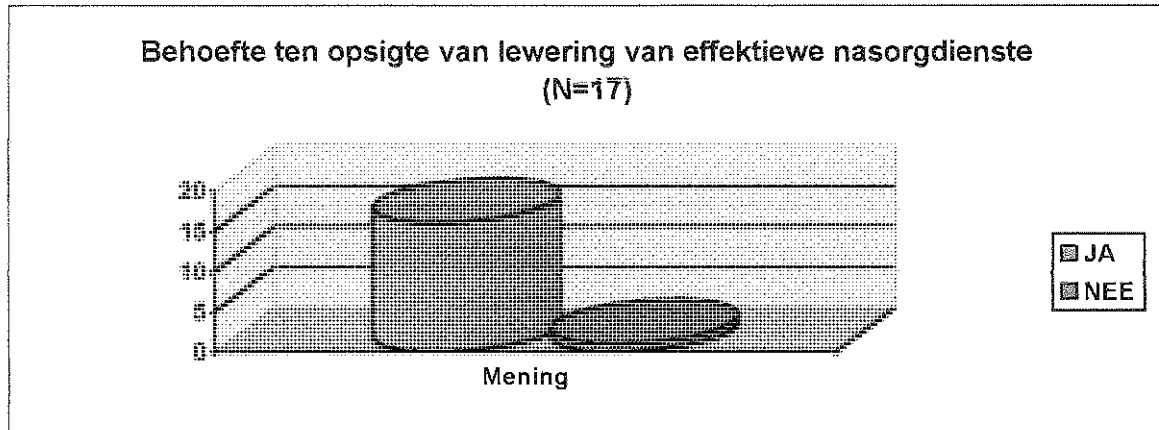 Behoefte ten opsigte van lewering van effektiewe nasorgdienste
(N=17)
20
15
10
5
0
Mening
JA
NEE